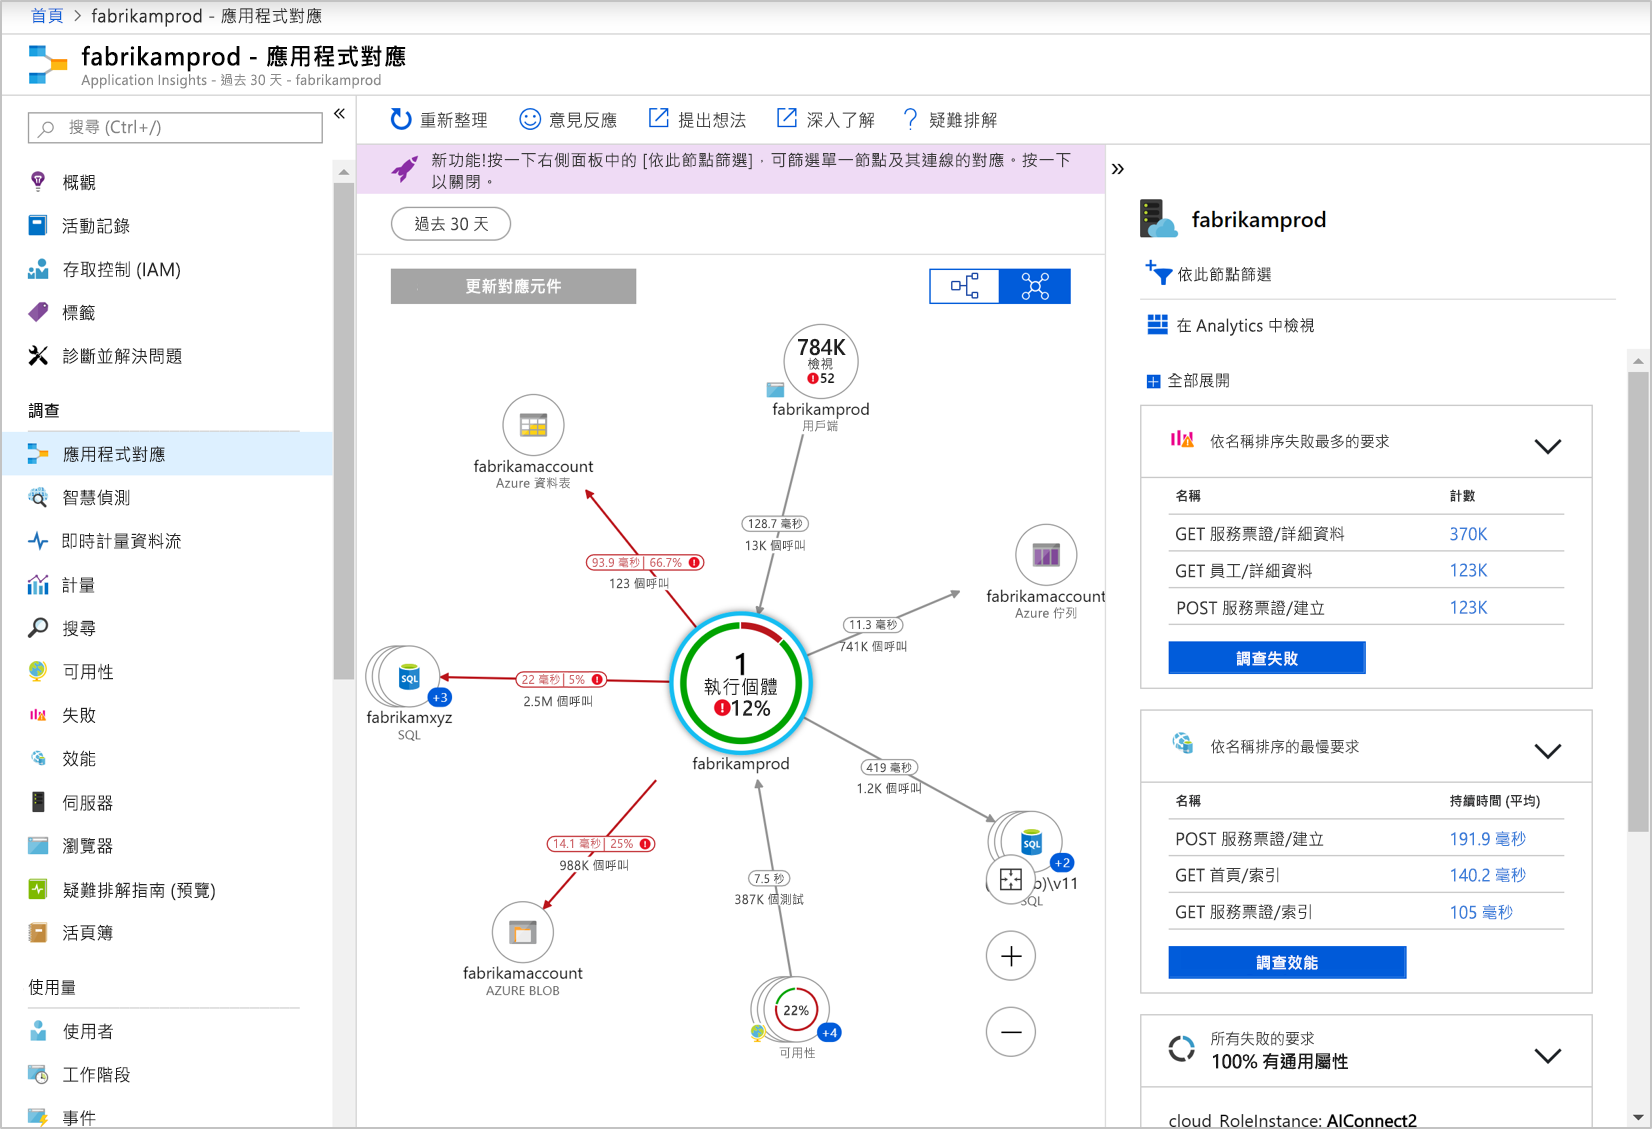 首頁 > fabrikamprod - 應用程式對應
fabrikamprod - 應用程式對應
Application Insights - 過去 30 天 - fabrikamprod
搜尋 (Ctrl+/)
概觀
活動記錄
存取控制 (IAM)
標籤
診斷並解決問題
調查
應用程式對應
智慧偵測
即時計量資料流
計量
搜尋
可用性
失敗
效能
伺服器
瀏覽器
疑難排解指南 (預覽)
活頁簿
使用量
使用者
工作階段
事件
重新整理
意見反應
提出想法
深入了解
疑難排解
新功能!按一下右側面板中的 [依此節點篩選]，可篩選單一節點及其連線的對應。按一下
以關閉。
過去 30 天
更新對應元件
784K
檢視
52
fabrikamprod
用戶端
fabrikamaccount
Azure 資料表
128.7 毫秒
13K 個呼叫
93.9 毫秒| 66.7%
123 個呼叫
fabrikamaccount
Azure 佇列
11.3 毫秒
741K 個呼叫
SQL
+3
fabrikamxyz
SQL
22 毫秒| 5%
2.5M 個呼叫
1
執行個體
12%
fabrikamprod
419 毫秒
1.2K 個呼叫
14.1 毫秒| 25%
988K 個呼叫
SQL
+2
b)\v11
SQL
7.5 秒
387K 個測試
fabrikamaccount
AZURE BLOB
22%
+4
可用性
fabrikamprod
依此節點篩選
在 Analytics 中檢視
全部展開
依名稱排序失敗最多的要求
名稱 計數
GET 服務票證/詳細資料 370K
GET 員工/詳細資料 123K
POST 服務票證/建立 123K
調查失敗
依名稱排序的最慢要求
名稱 持續時間 (平均)
POST 服務票證/建立 191.9 毫秒
GET 首頁/索引 140.2 毫秒
GET 服務票證/索引 105 毫秒
調查效能
所有失敗的要求
100% 有通用屬性
cloud_RoleInstance: AIConnect2